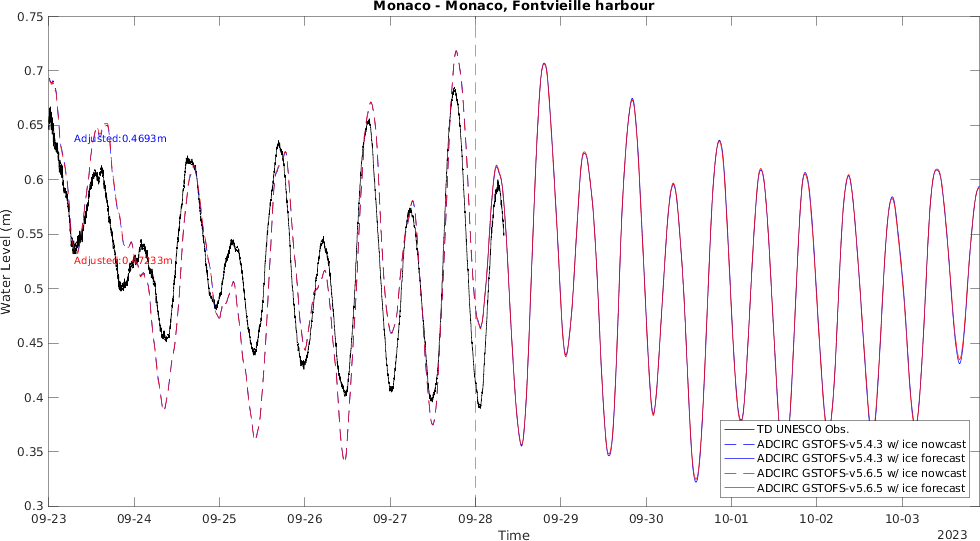 Monaco - Monaco, Fontvieille harbour
0.75
0.7
0.65
0.6
0.55
0.5
0.45
0.4
0.35
0.3
Water Level (m)
Adjusted:0.4693m
Adjusted:0.47233m
TD UNESCO Obs.
ADCIRC GSTOFS-v5.4.3 w/ ice nowcast
ADCIRC GSTOFS-v5.4.3 w/ ice forecast
ADCIRC GSTOFS-v5.6.5 w/ ice nowcast
ADCIRC GSTOFS-v5.6.5 w/ ice forecast
09-23 09-24 09-25 09-26 09-27 09-28 09-29 09-30 10-01 10-02 10-03
Time
2023